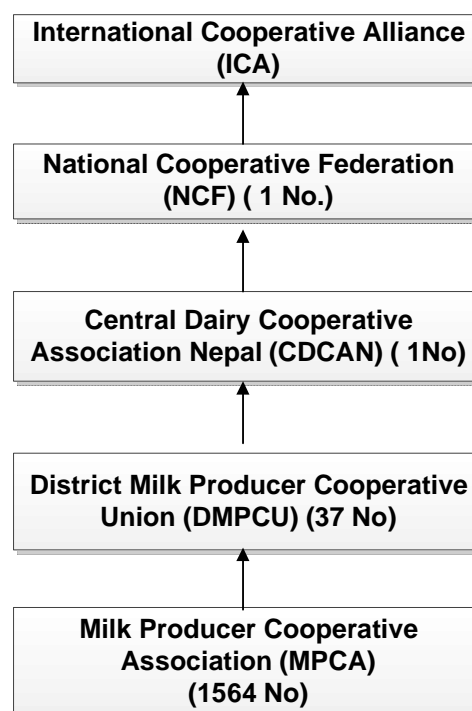 International Cooperative Alliance
(ICA)
National Cooperative Federation
(NCF) ( 1 No.)
Central Dairy Cooperative
Association Nepal (CDCAN) ( 1No)
District Milk Producer Cooperative
Union (DMPCU) (37 No)
Milk Producer Cooperative
Association (MPCA)
(1564 No)